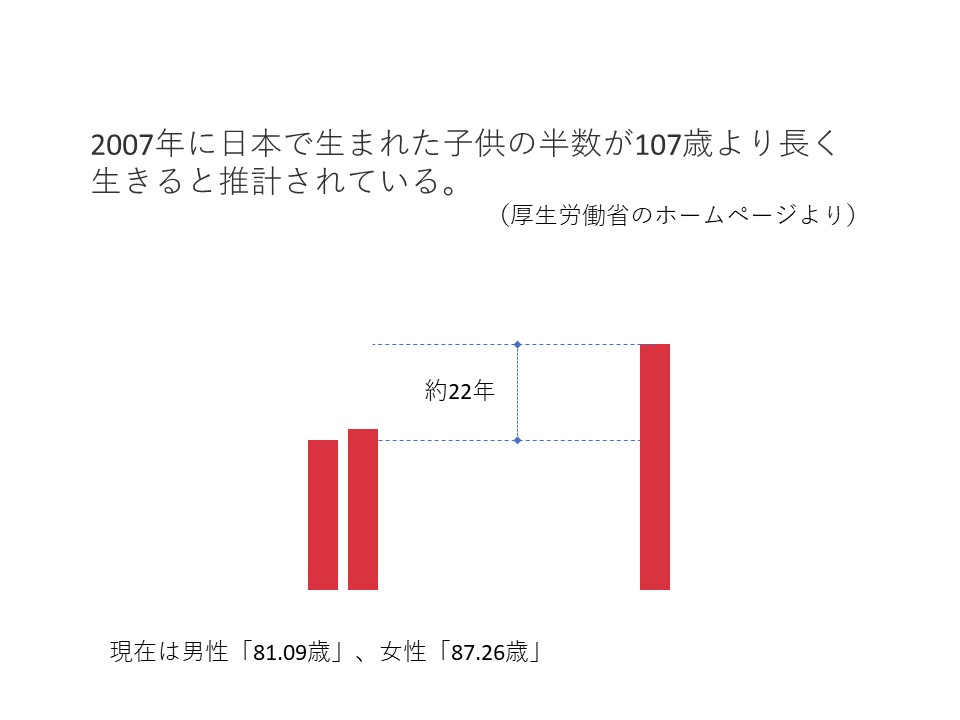 2007年に日本で生まれた子供の半数が107歳より長く
生きると推計されている。
（厚生労働省のホームページより）
約22年
現在は男性「81.09歳」、女性「87.26歳」